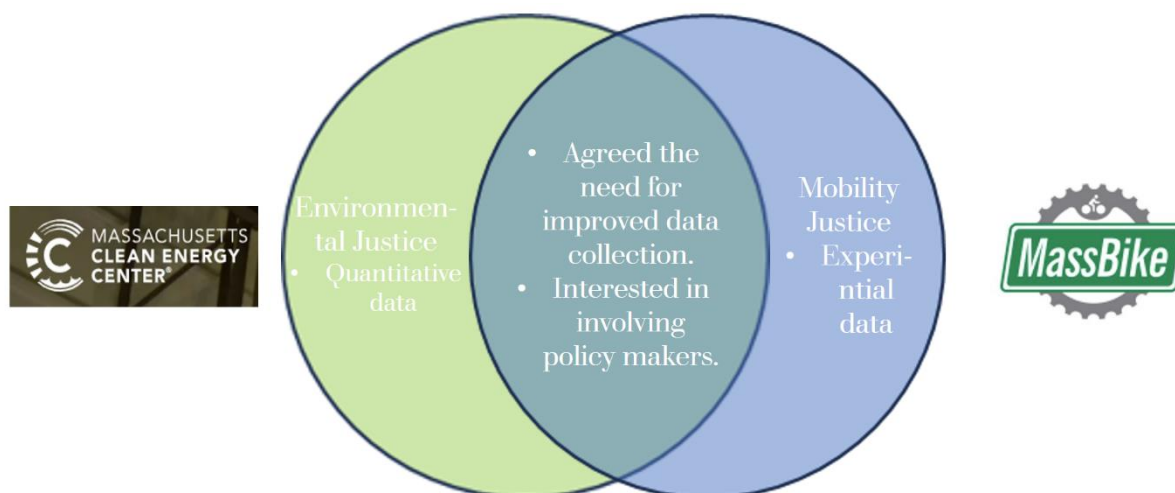 MASSACHUSETTS
CLEAN ENERGY
CENTER®
Environmen-
tal Justice
• Quantitative
data
• Agreed the
need for
improved data
collection.
• Interested in
involving
policy makers.
Mobility
Justice
• Experi-
ntial
data
MassBike